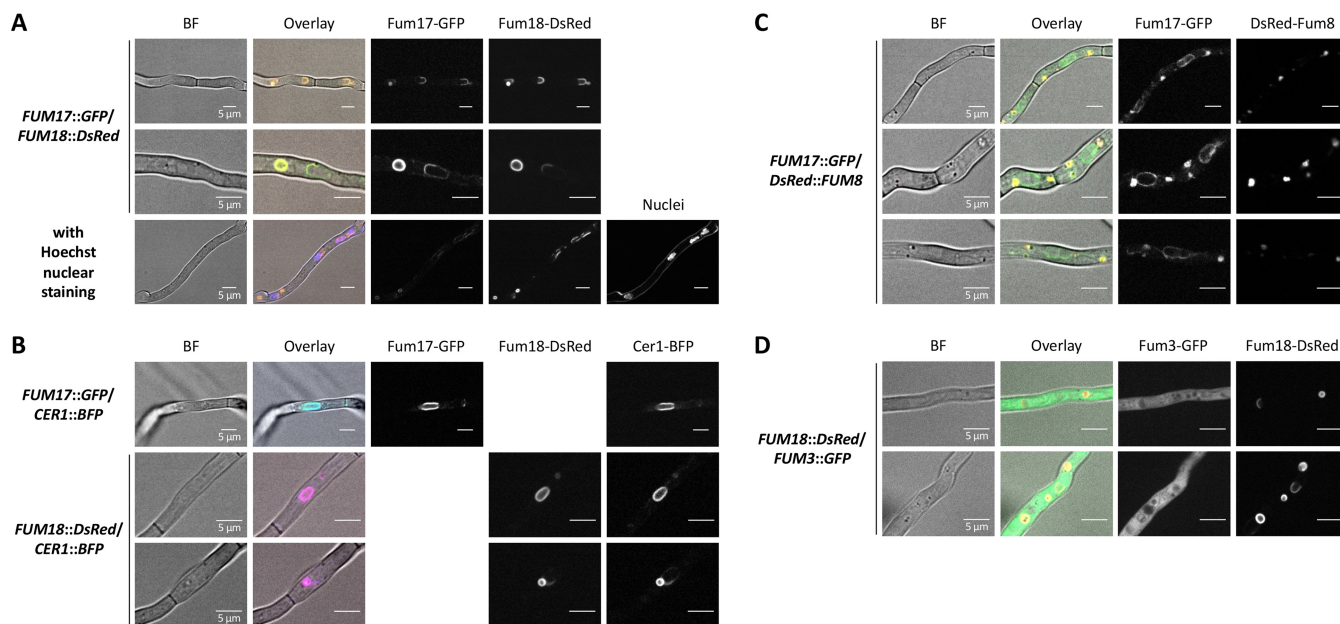 A
BF Overlay Fum17-GFP Fum18-DsRed
FUM17::GFP/
FUM18::DsRed
5 µm
5 µm
Nuclei
with
Hoechst
nuclear
staining
5 µm
B
BF Overlay Fum17-GFP Fum18-DsRed Cer1-BFP
FUM17::GFP/
CER1::BFP
5 µm
FUM18::DsRed/
CER1::BFP
5 µm
5 µm
C
BF Overlay Fum17-GFP DsRed-Fum8
5 µm
FUM17::GFP/
DsRed::FUM8
5 µm
5 µm
D
BF Overlay Fum3-GFP Fum18-DsRed
5 µm
FUM18::DsRed/
FUM3::GFP
5 µm